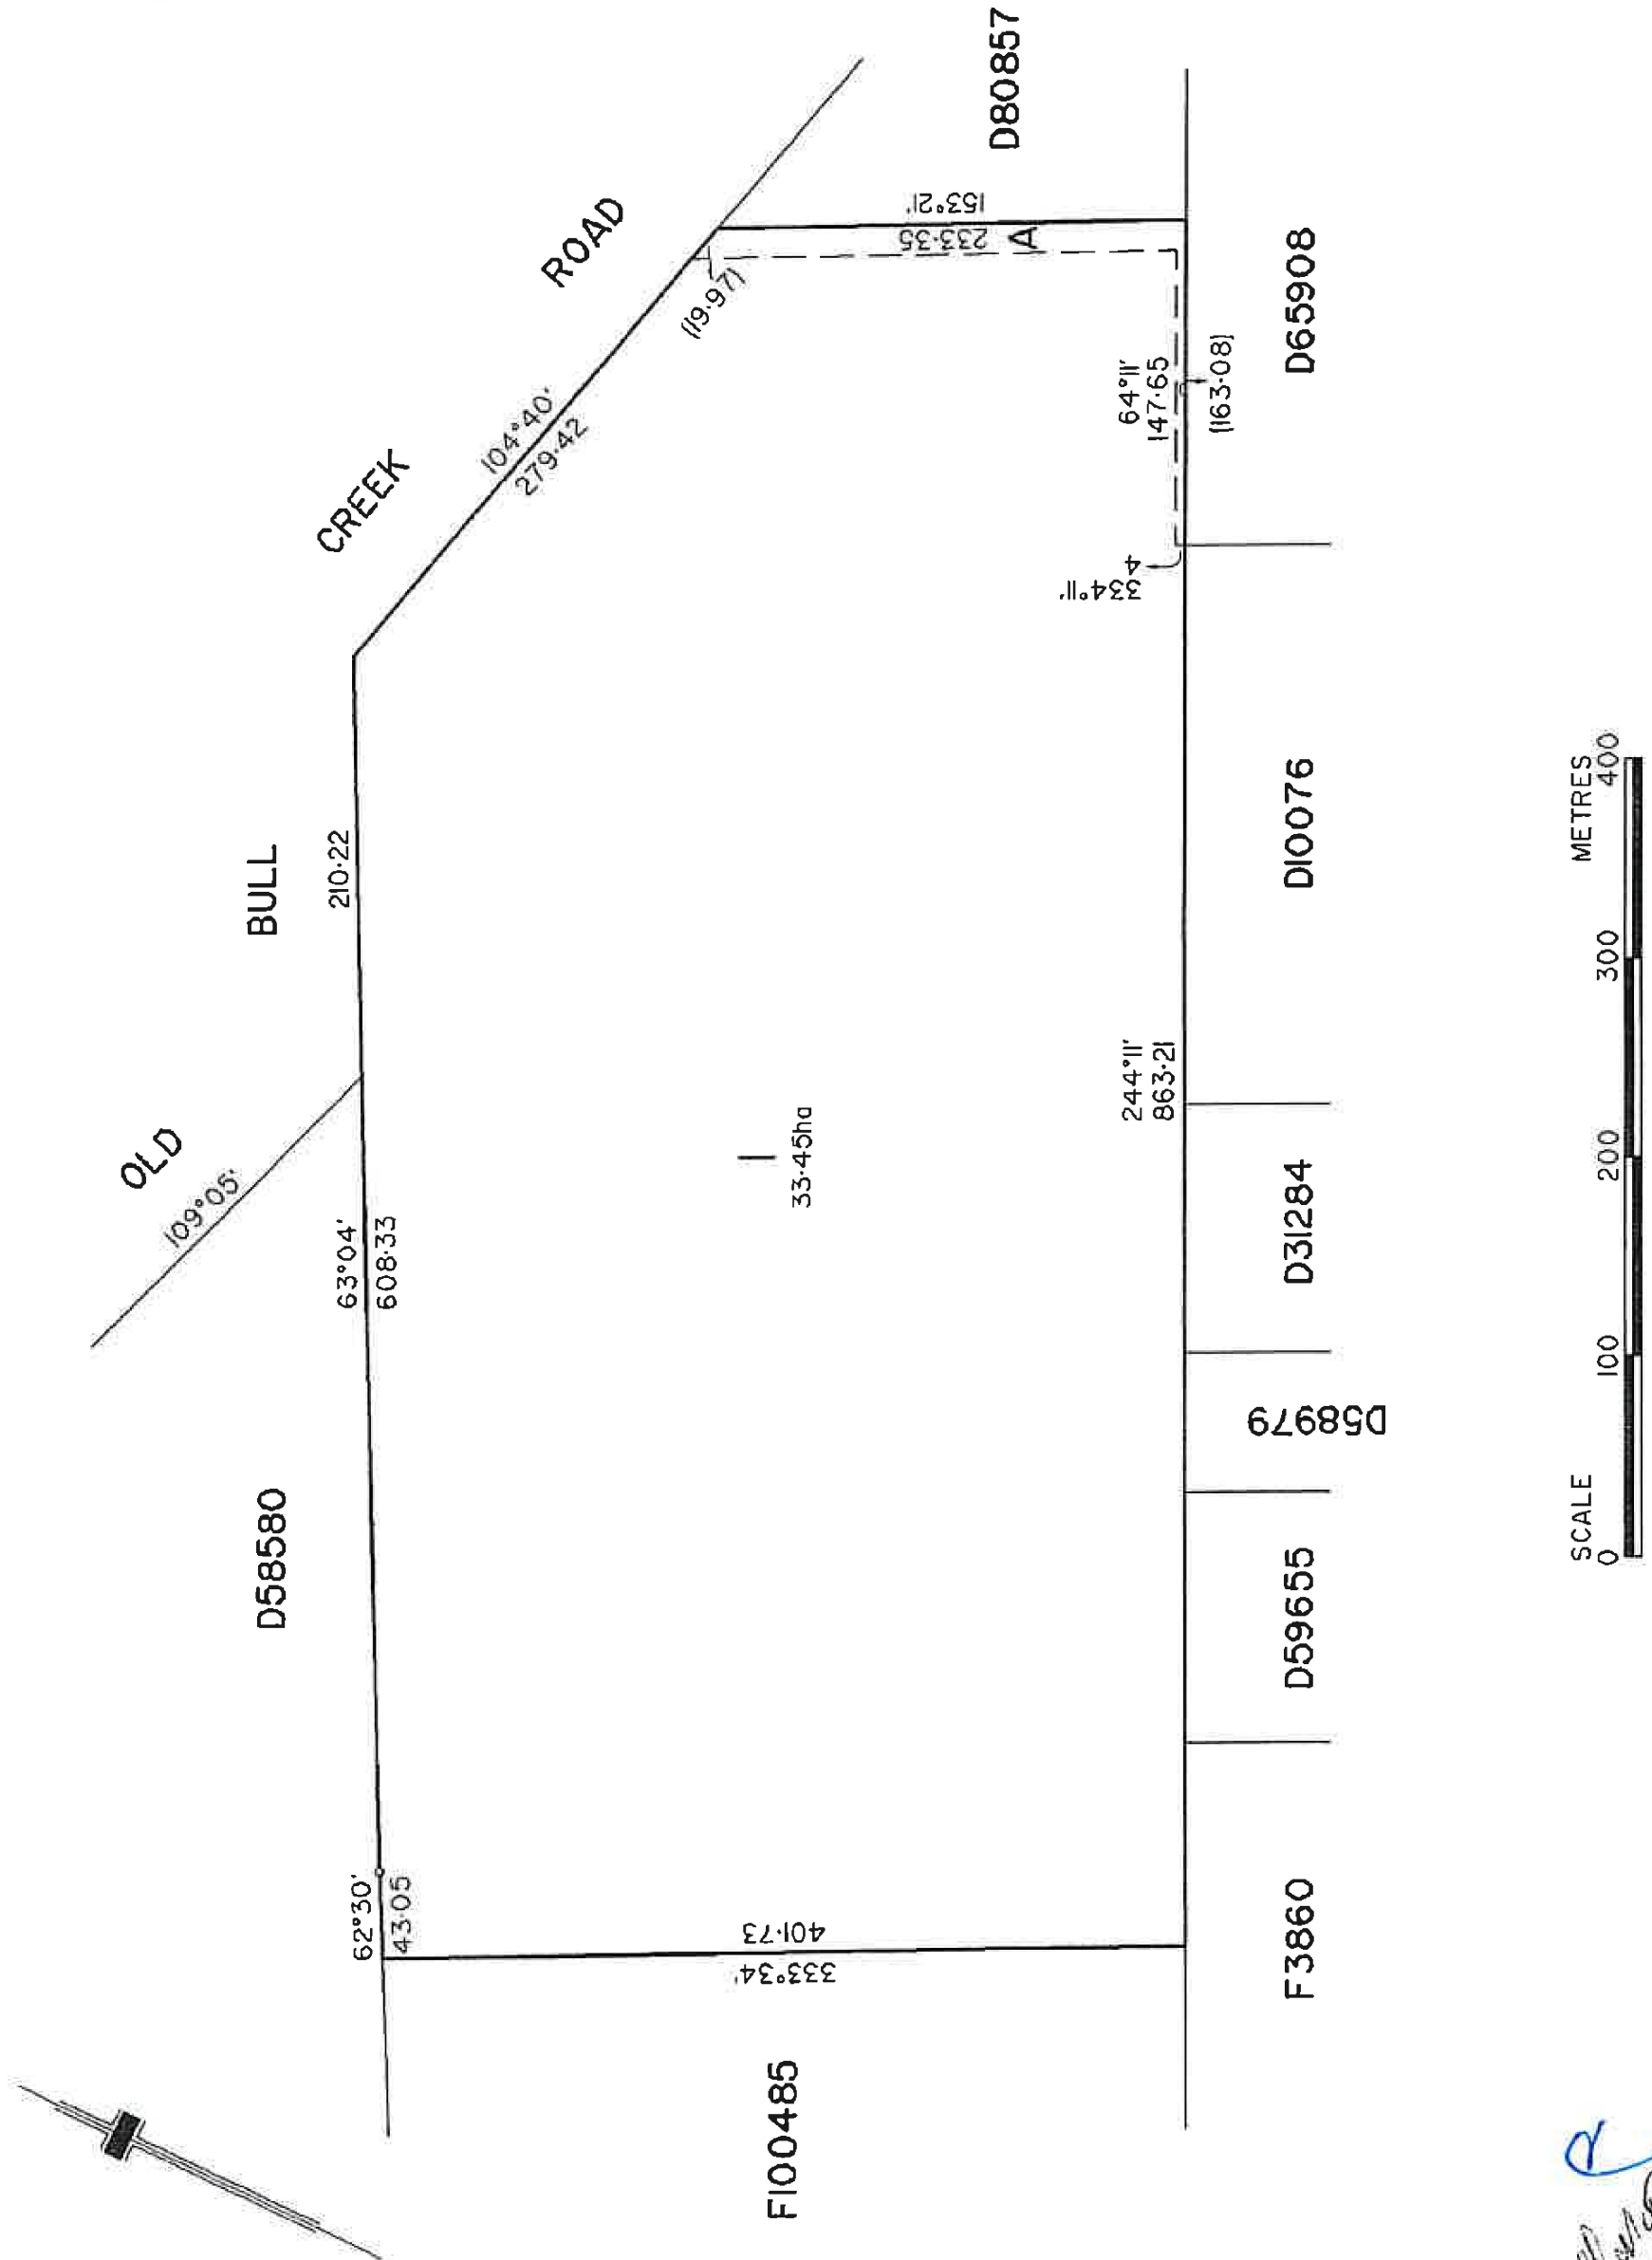 OLD
BULL
CREEK
ROAD
109°05'
D58580
62°30'
43·05
63°04'
608·33
210·22
104°40'
279·42
(19·97)
153°21'
233·35
A
D80857
F100485
333°34'
401·73
1
33·45ha
334°11'
4
64°11'
147·65
(163·08)
244°11'
863·21
F3860
D59655
D58979
D31284
D10076
D65908
SCALE
METRES
0 100 200 300 400